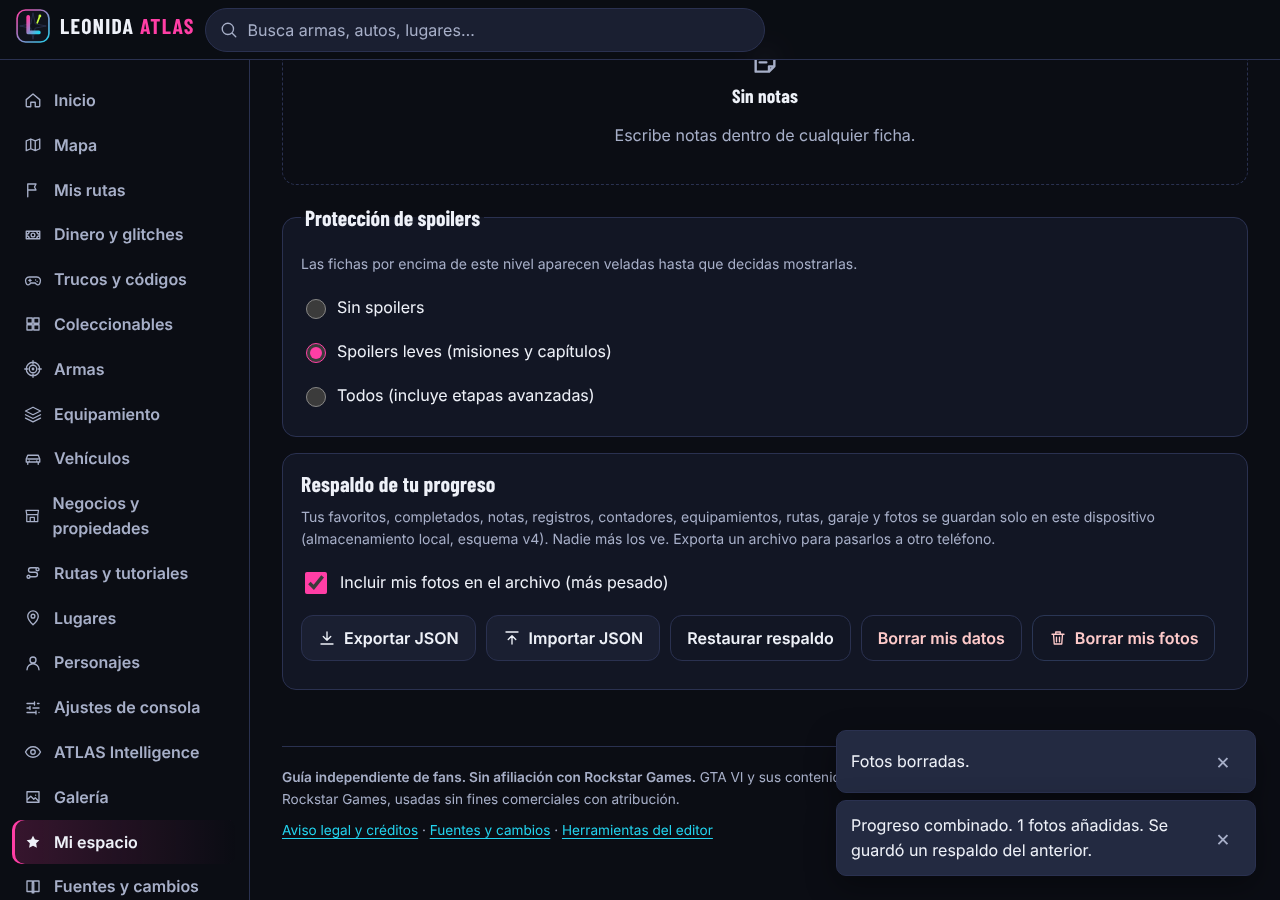 LEONIDA ATLAS
Busca armas, autos, lugares...
Inicio
Mapa
Mis rutas
Dinero y glitches
Trucos y códigos
Coleccionables
Armas
Equipamiento
Vehículos
Negocios y
propiedades
Rutas y tutoriales
Lugares
Personajes
Ajustes de consola
ATLAS Intelligence
Galería
Mi espacio
Fuentes y cambios
Sin notas
Escribe notas dentro de cualquier ficha.
Protección de spoilers
Las fichas por encima de este nivel aparecen veladas hasta que decidas mostrarlas.
Sin spoilers
Spoilers leves (misiones y capítulos)
Todos (incluye etapas avanzadas)
Respaldo de tu progreso
Tus favoritos, completados, notas, registros, contadores, equipamientos, rutas, garaje y fotos se guardan solo en este dispositivo
(almacenamiento local, esquema v4). Nadie más los ve. Exporta un archivo para pasarlos a otro teléfono.
Incluir mis fotos en el archivo (más pesado)
Exportar JSON
Importar JSON
Restaurar respaldo
Borrar mis datos
Borrar mis fotos
Guía independiente de fans. Sin afiliación con Rockstar Games. GTA VI y sus
Rockstar Games, usadas sin fines comerciales con atribución.
Aviso legal y créditos · Fuentes y cambios · Herramientas del editor
Fotos borradas.
Progreso combinado. 1 fotos añadidas. Se
guardó un respaldo del anterior.